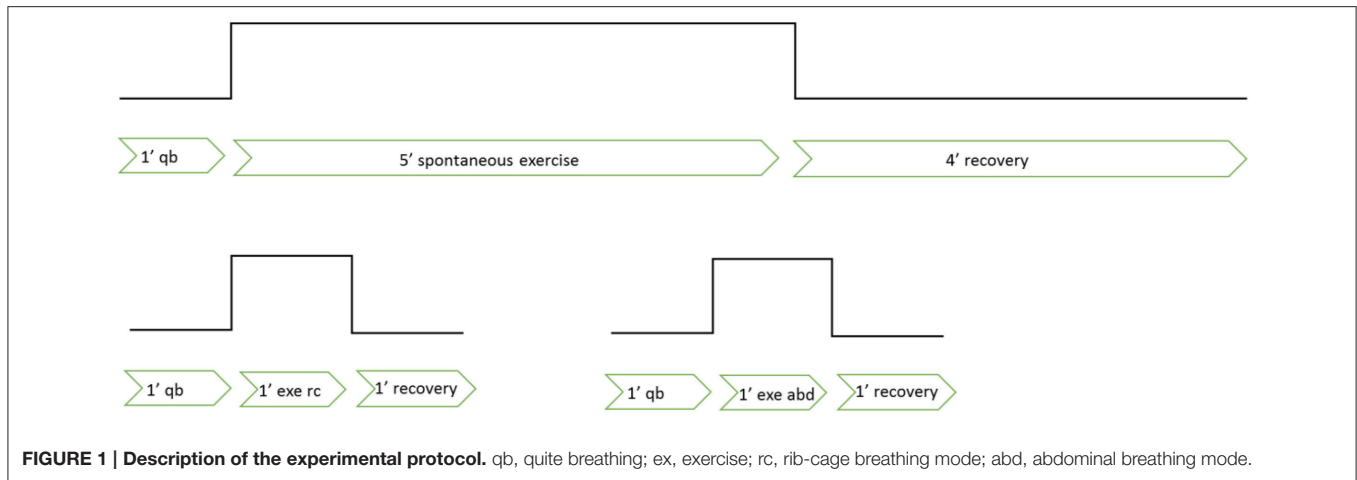 1′ qb
5′ spontaneous exercise
4′ recovery
1′ qb
1′ exe rc
1′ recovery
1′ qb
1′ exe abd
1′ recovery
FIGURE 1 | Description of the experimental protocol. qb, quite breathing; ex, exercise; rc, rib-cage breathing mode; abd, abdominal breathing mode.